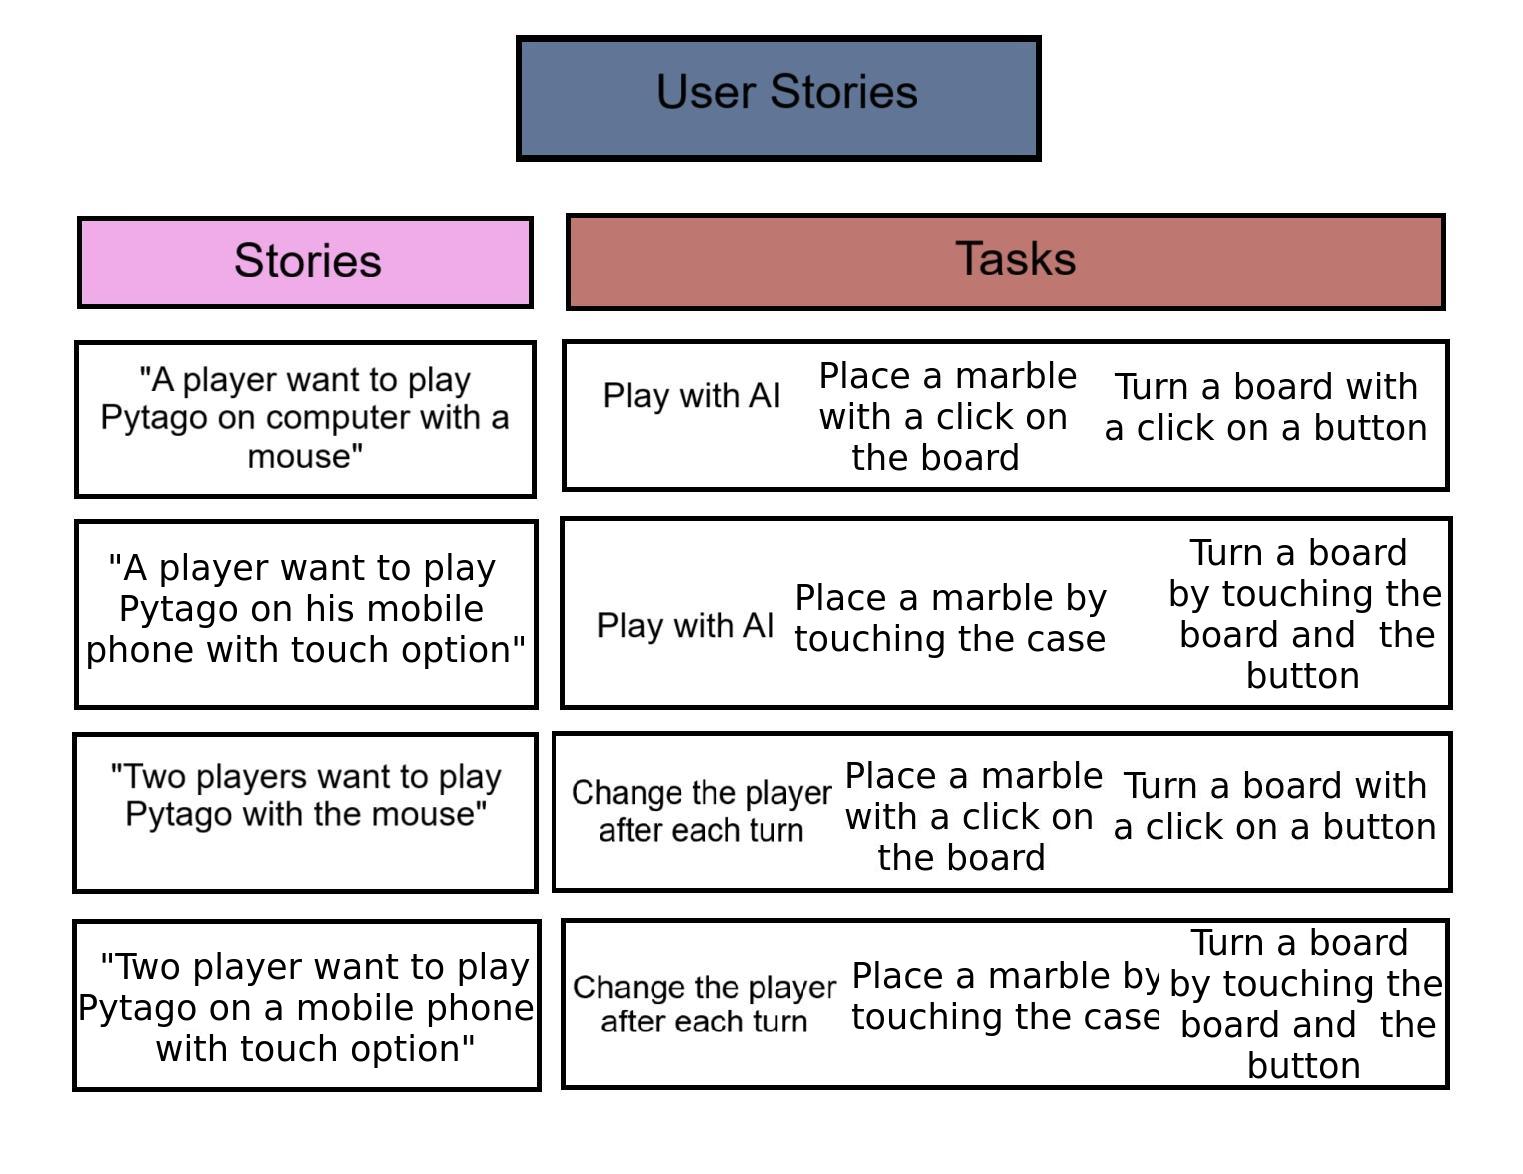 User Stories
Stories
Tasks
"A player want to play
Pytago on computer with a
mouse"
Play with AI
Place a marble
with a click on
the board
Turn a board with
a click on a button
"A player want to play
Pytago on his mobile
phone with touch option"
Play with AI
Place a marble by
touching the case
Turn a board
by touching the
board and  the
button
"Two players want to play
Pytago with the mouse"
Change the player
after each turn
Place a marble
with a click on
the board
Turn a board with
a click on a button
"Two player want to play
Pytago on a mobile phone
with touch option"
Change the player
after each turn
Place a marble by
touching the case
Turn a board
by touching the
board and  the
button